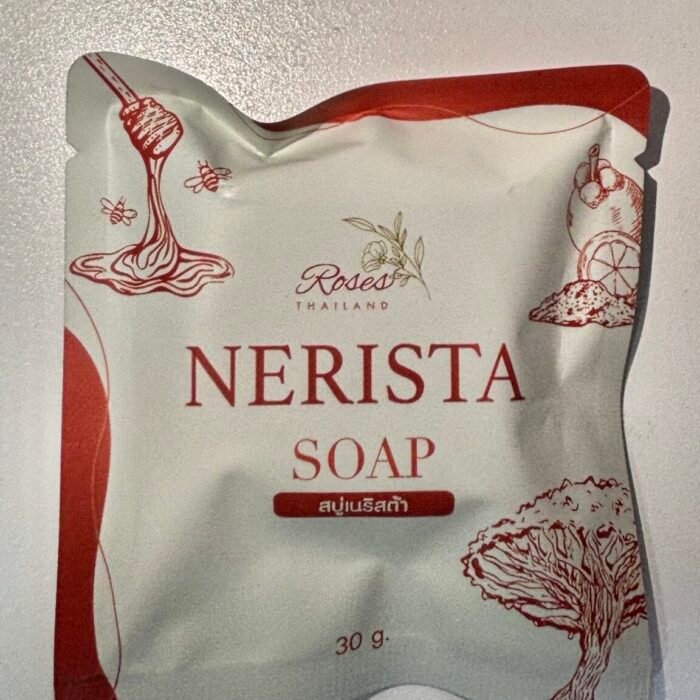 Roses
THAILAND
NERISTA
SOAP
สบู่เนริสต้า
30 g.